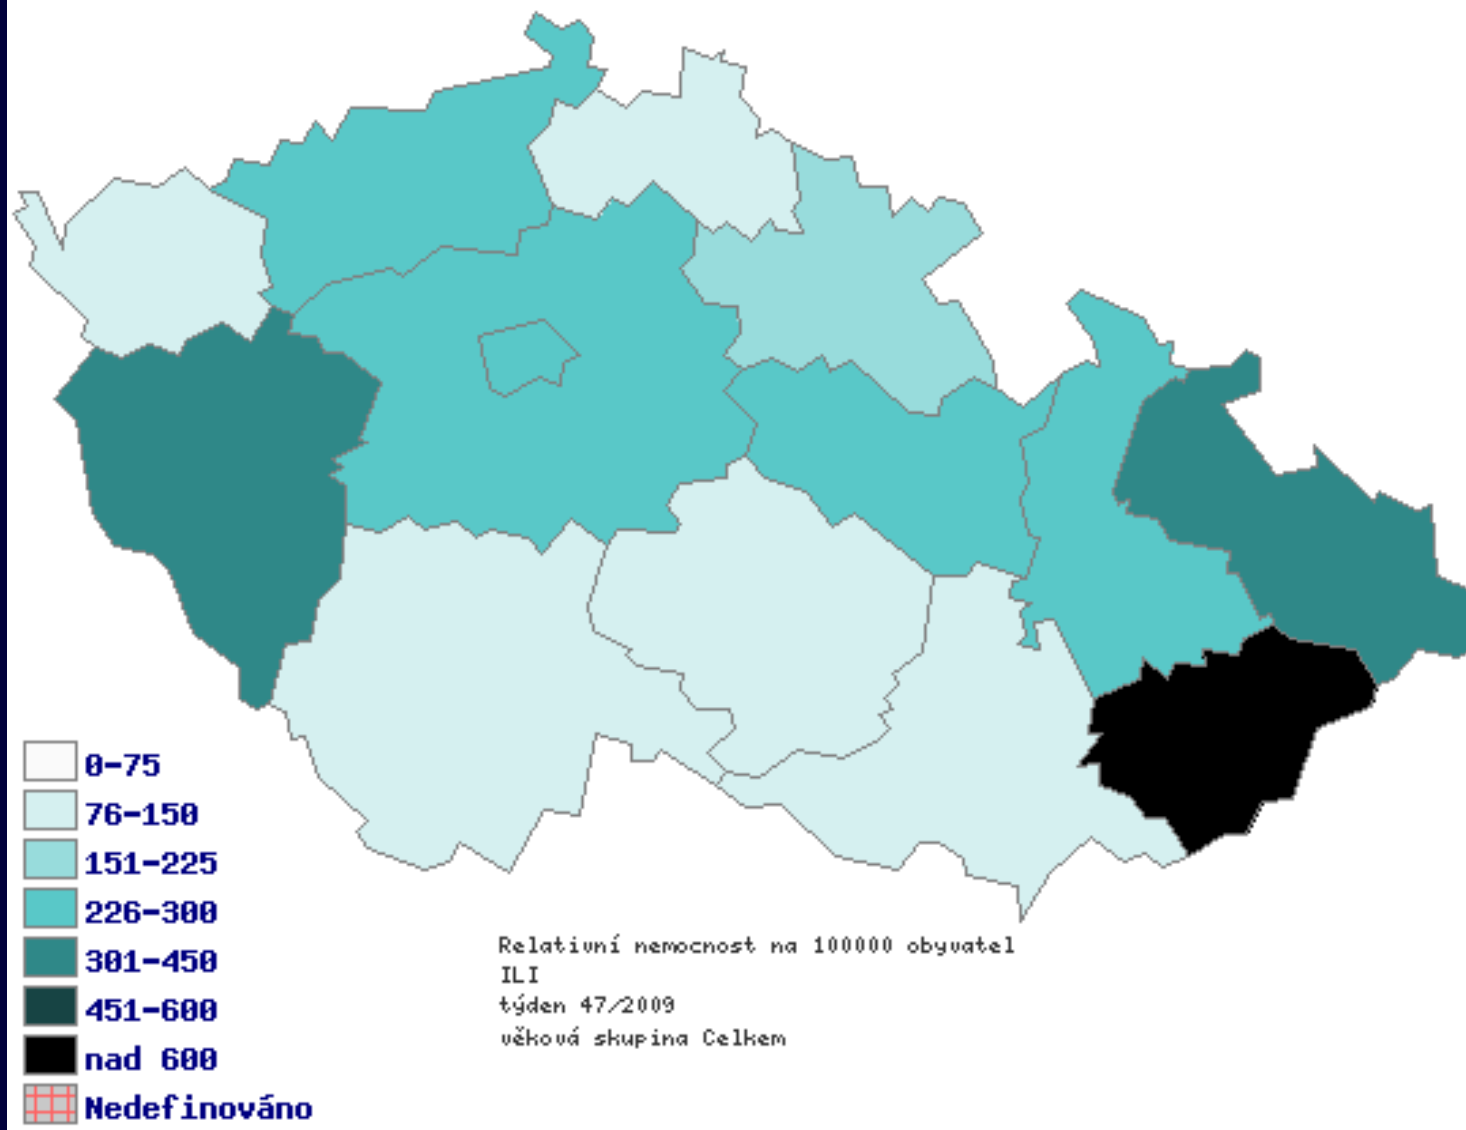 0-75
76-150
151-225
226-300
301-450
451-600
nad 600
Nedefinováno
Relativní nemocnost na 100000 obyvatel
ILI
týden 47/2009
věková skupina Celkem